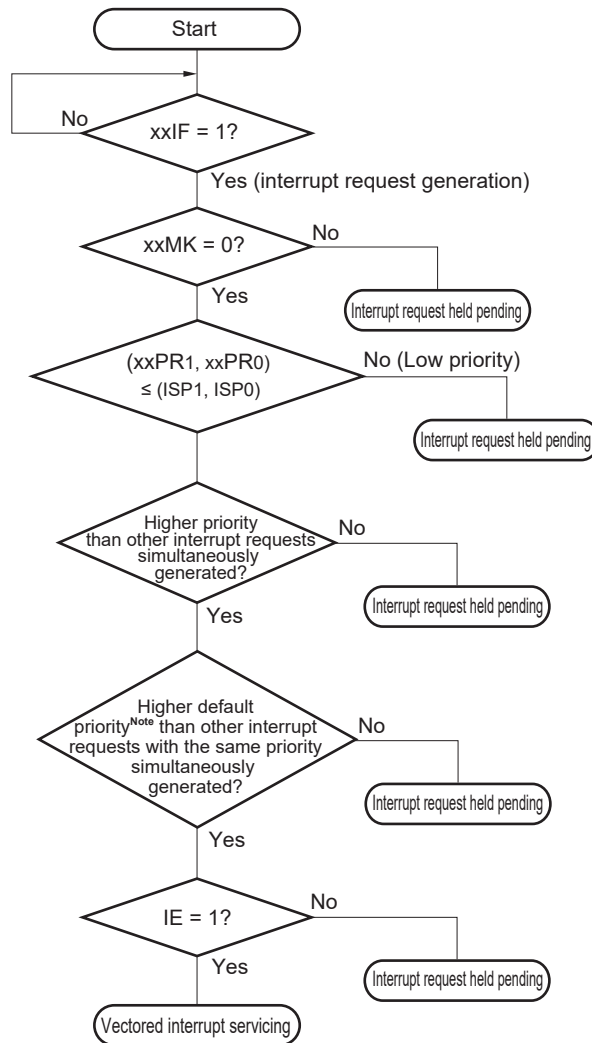 Start
No
xxIF = 1?
Yes (interrupt request generation)
xxMK = 0?
No
Yes
Interrupt request held pending
(xxPR1, xxPR0)
≤ (ISP1, ISP0)
No (Low priority)
Interrupt request held pending
Higher priority
than other interrupt requests
simultaneously
generated?
No
Interrupt request held pending
Yes
Higher default
priorityNote than other interrupt
requests with the same priority
simultaneously
generated?
No
Interrupt request held pending
Yes
IE = 1?
No
Yes
Interrupt request held pending
Vectored interrupt servicing